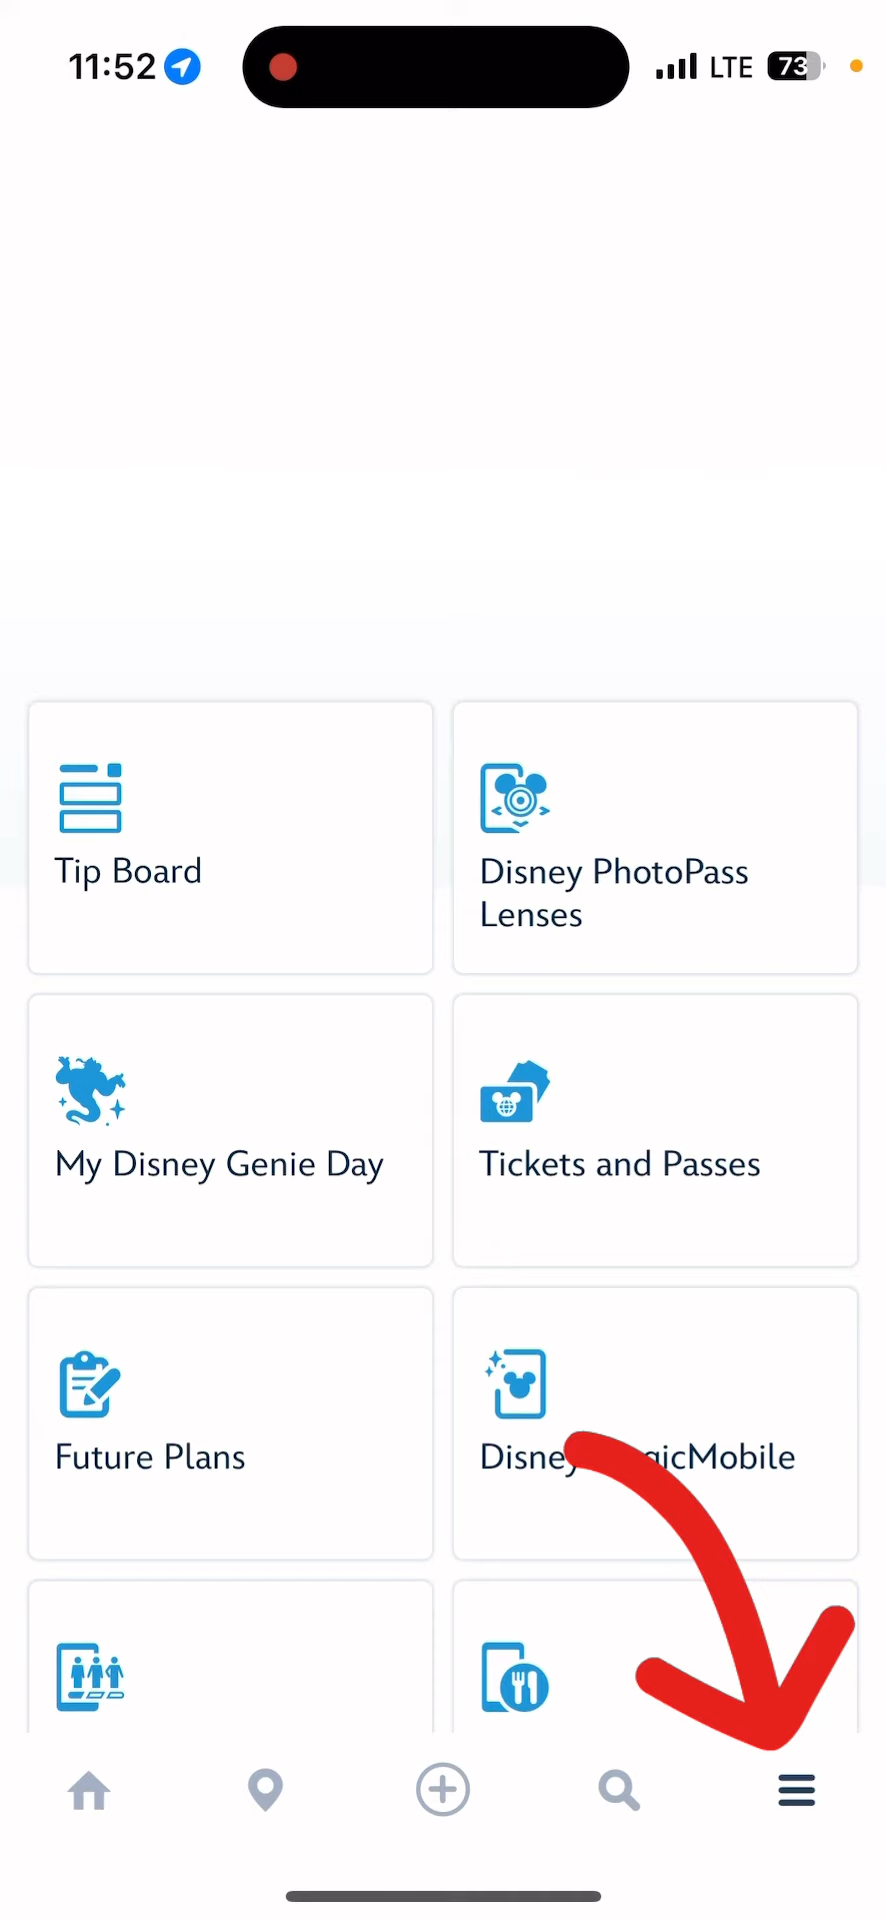 11:52 LTE 73
Tip Board
Disney PhotoPass
Lenses
My Disney Genie Day
Tickets and Passes
Future Plans
Disney gicMobile